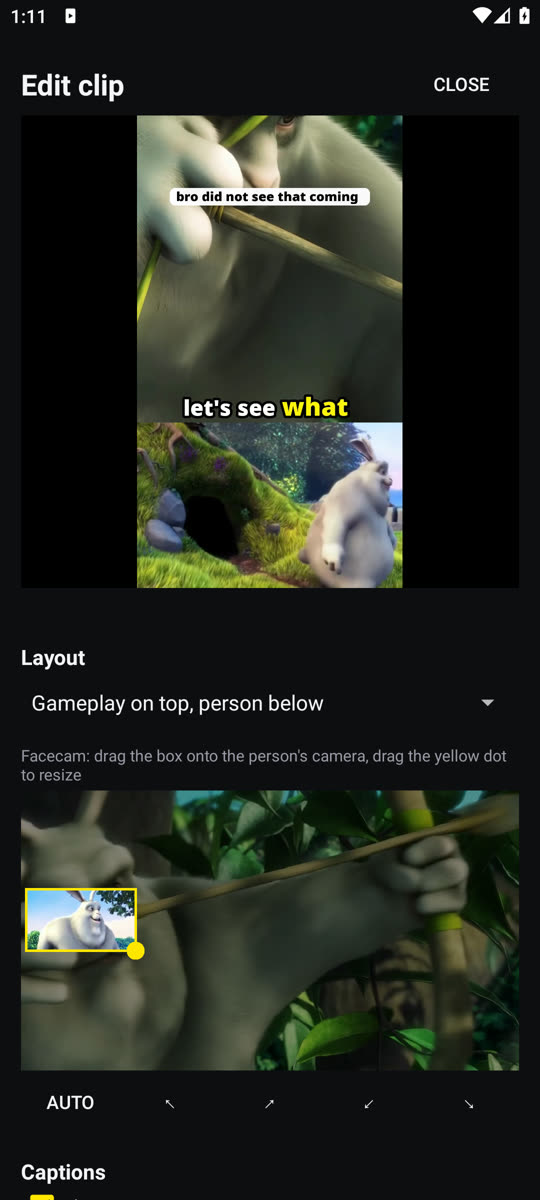 1:11
Edit clip
CLOSE
bro did not see that coming
let's see what
Layout
Gameplay on top, person below
Facecam: drag the box onto the person's camera, drag the yellow dot
to resize
AUTO
↖ ↗ ↙ ↘
Captions